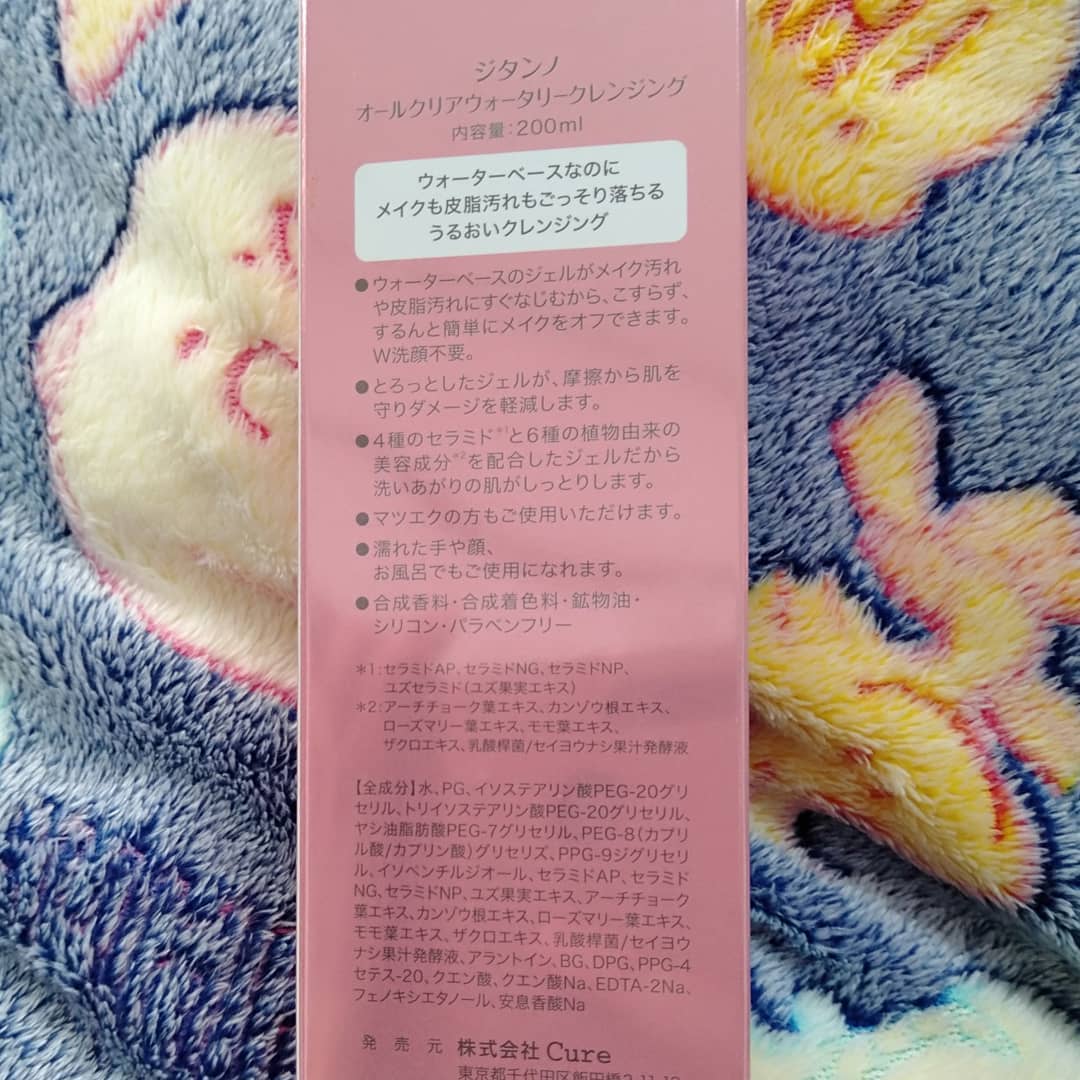 ジタンノ
オールクリアウォータリークレンジング
内容量:200ml
ウォーターベースなのに
メイクも皮脂汚れもごっそり落ちる
うるおいクレンジング
●ウォーターベースのジェルがメイク汚れ
や皮脂汚れにすぐなじむから、こすらず、
するんと簡単にメイクをオフできます。
W洗顔不要。
●とろっとしたジェルが、摩擦から肌を
守りダメージを軽減します。
●4種のセラミド*1と6種の植物由来の
美容成分*2を配合したジェルだから
洗いあがりの肌がしっとりします。
●マツエクの方もご使用いただけます。
●濡れた手や顔、
お風呂でもご使用になれます。
●合成香料・合成着色料・鉱物油・
シリコン・パラベンフリー
*1:セラミドAP、セラミドNG、セラミドNP、
ユズセラミド(ユズ果実エキス)
*2:アーチチョーク葉エキス、カンゾウ根エキス、
ローズマリー葉エキス、モモ葉エキス、
ザクロエキス、乳酸桿菌/セイヨウナシ果汁発酵液
【全成分】水、PG、イソステアリン酸PEG-20グリ
セリル、トリイソステアリン酸PEG-20グリセリル、
ヤシ油脂肪酸PEG-7グリセリル、PEG-8(カプリ
ル酸/カプリン酸)グリセリズ、PPG-9ジグリセリ
ル、イソペンチルジオール、セラミドAP、セラミド
NG、セラミドNP、ユズ果実エキス、アーチチョーク
葉エキス、カンゾウ根エキス、ローズマリー葉エキス、
モモ葉エキス、ザクロエキス、乳酸桿菌/セイヨウ
ナシ果汁発酵液、アラントイン、BG、DPG、PPG-4
セテス-20、クエン酸、クエン酸Na、EDTA-2Na、
フェノキシエタノール、安息香酸Na
発売元 株式会社 Cure
東京都千代田区飯田橋